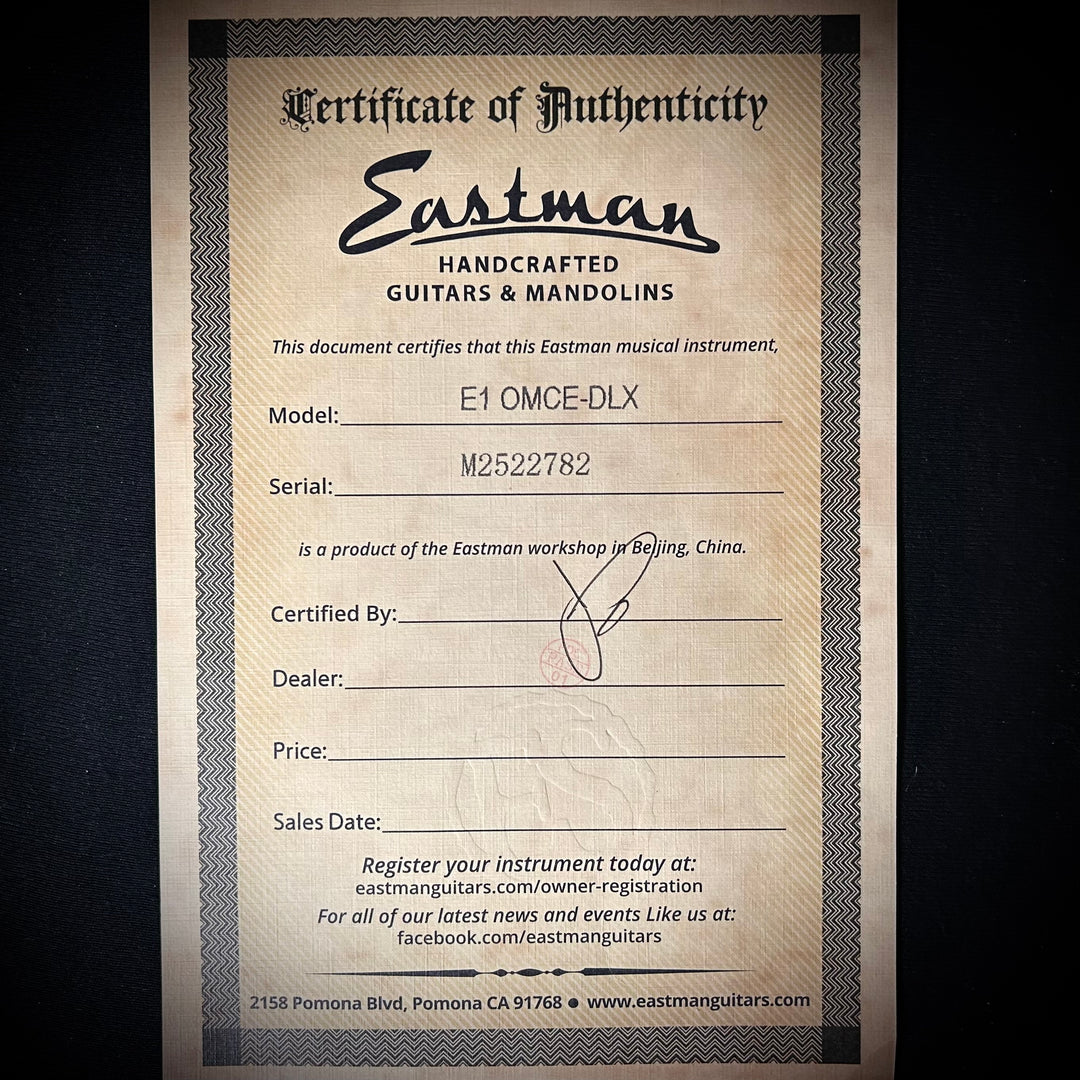 Certificate of Authenticity
Eastman
HANDCRAFTED
GUITARS & MANDOLINS
This document certifies that this Eastman musical instrument,
Model: E1 OMCE-DLX
Serial: M2522782
is a product of the Eastman workshop in Beijing, China.
Certified By:
Dealer:
01
Price:
Sales Date:
Register your instrument today at:
eastmanguitars.com/owner-registration
For all of our latest news and events Like us at:
facebook.com/eastmanguitars
2158 Pomona Blvd, Pomona CA 91768 ● www.eastmanguitars.com